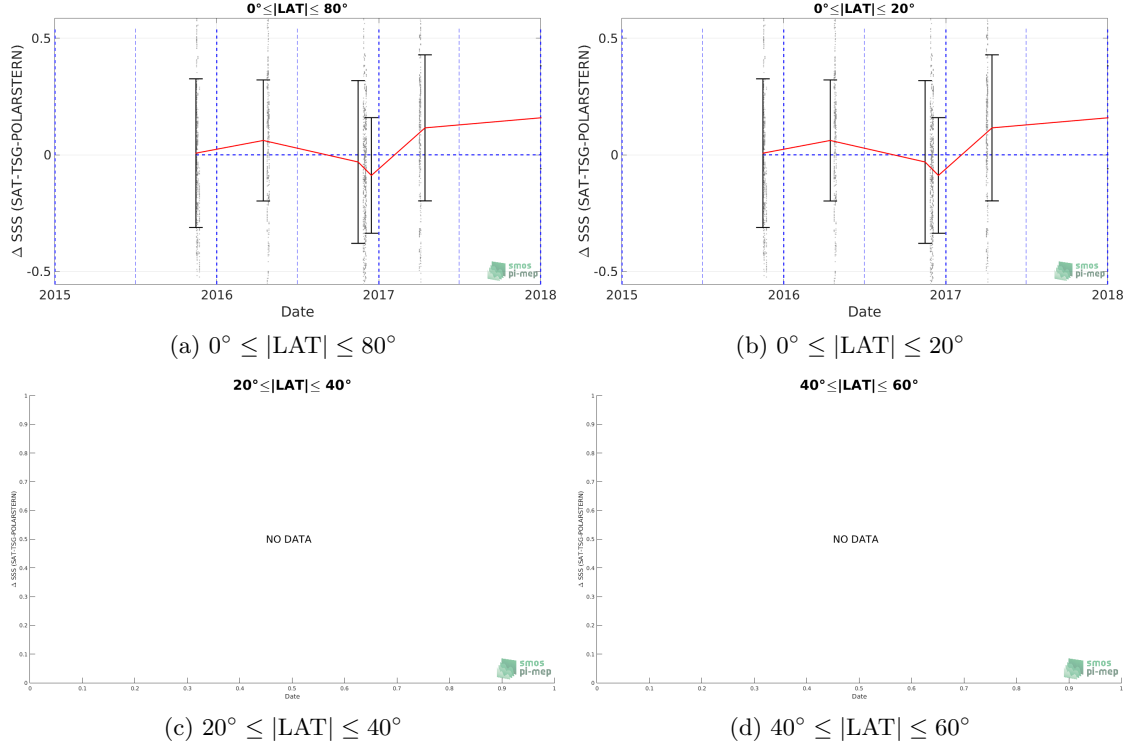 0°≤|LAT|≤ 80°
Δ SSS (SAT-TSG-POLARSTERN)
0.5
0
-0.5
2015 2016 2017 2018
Date
smos
pi-mep
(a) 0° ≤ |LAT| ≤ 80°
0°≤|LAT|≤ 20°
Δ SSS (SAT-TSG-POLARSTERN)
0.5
0
-0.5
2015 2016 2017 2018
Date
smos
pi-mep
(b) 0° ≤ |LAT| ≤ 20°
20°≤|LAT|≤ 40°
Δ SSS (SAT-TSG-POLARSTERN)
1
0.9
0.8
0.7
0.6
0.5
0.4
0.3
0.2
0.1
0
NO DATA
0 0.1 0.2 0.3 0.4 0.5 0.6 0.7 0.8 0.9 1
Date
smos
pi-mep
(c) 20° ≤ |LAT| ≤ 40°
40°≤|LAT|≤ 60°
Δ SSS (SAT-TSG-POLARSTERN)
1
0.9
0.8
0.7
0.6
0.5
0.4
0.3
0.2
0.1
0
NO DATA
0 0.1 0.2 0.3 0.4 0.5 0.6 0.7 0.8 0.9 1
Date
smos
pi-mep
(d) 40° ≤ |LAT| ≤ 60°